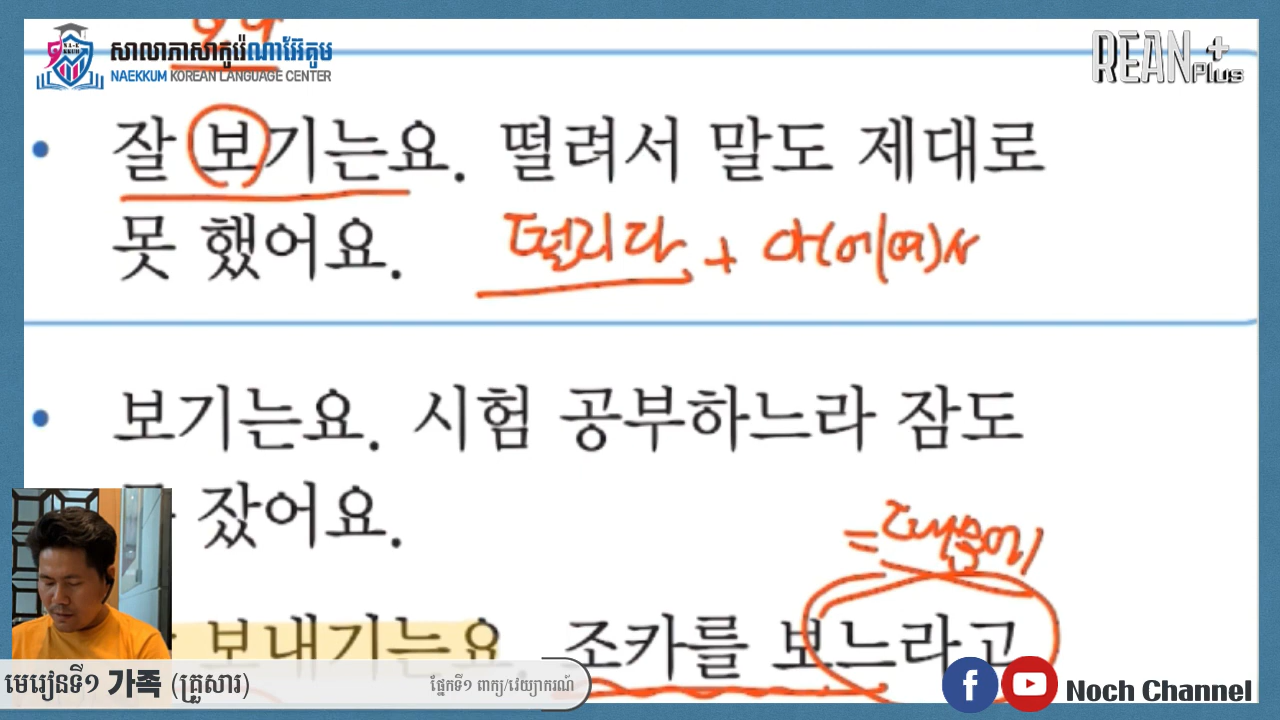 សាលាភាសាកូរ៉េណាអ៊ែគូម
NAEKKUM KOREAN LANGUAGE CENTER
REAN + Plus
• 잘 보기는요. 떨려서 말도 제대로
못 했어요.
떨리다 + 아/어/여)서
• 보기는요. 시험 공부하느라 잠도
잤어요.
= 때문에
보내기는요. 조카를 보느라고
មេរៀនទី១ 가족 (គ្រួសារ)
ផ្នែកទី១ ពាក្យ/វេយ្យាករណ៍
Noch Channel